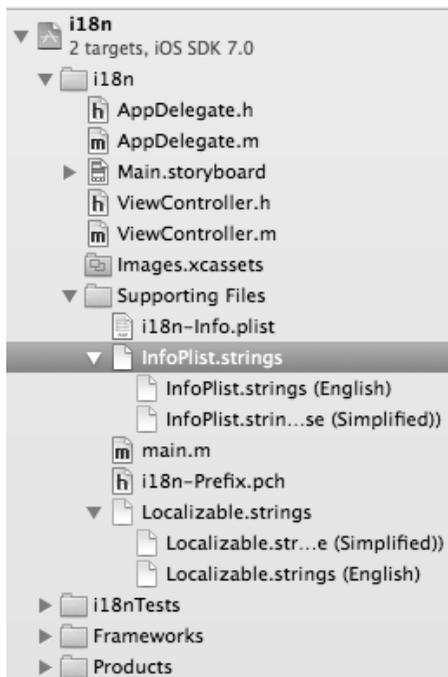 i18n
2 targets, iOS SDK 7.0
i18n
h AppDelegate.h
m AppDelegate.m
Main.storyboard
h ViewController.h
m ViewController.m
Images.xcassets
Supporting Files
i18n-Info.plist
InfoPlist.strings
InfoPlist.strings (English)
InfoPlist.strin...se (Simplified))
m main.m
h i18n-Prefix.pch
Localizable.strings
Localizable.str...e (Simplified))
Localizable.strings (English)
i18nTests
Frameworks
Products